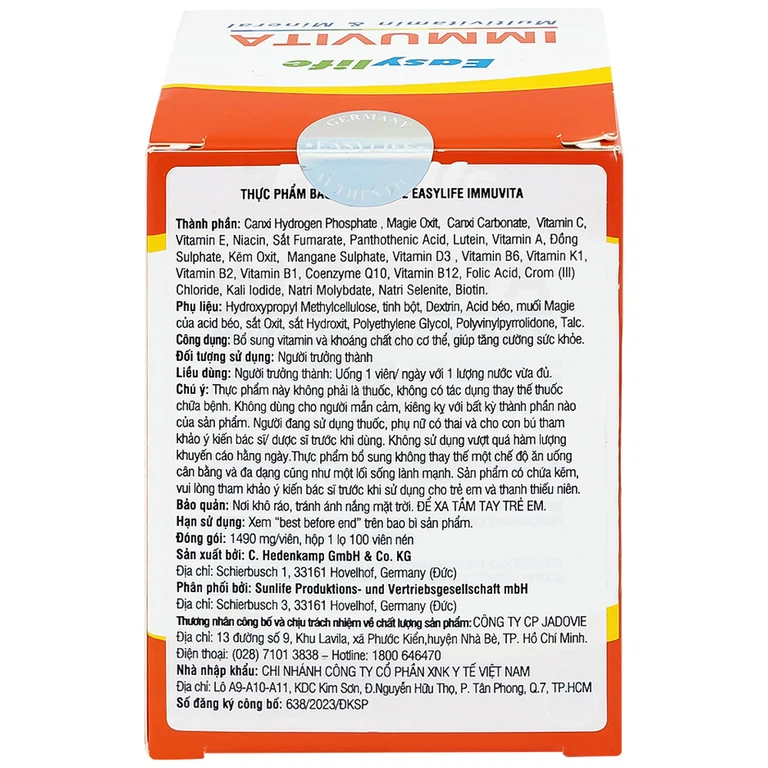 Multivitamin & Mineral
IMMUVITA
Easylife
GERMANY
EASYLIFE
AUTHENTIC
THỰC PHẨM EASYLIFE IMMUVITA
Thành phần: Canxi Hydrogen Phosphate , Magie Oxit, Canxi Carbonate, Vitamin C,
Vitamin E, Niacin, Sắt Fumarate, Panthothenic Acid, Lutein, Vitamin A, Đồng
Sulphate, Kẽm Oxit, Mangane Sulphate, Vitamin D3 , Vitamin B6, Vitamin K1,
Vitamin B2, Vitamin B1, Coenzyme Q10, Vitamin B12, Folic Acid, Crom (III)
Chloride, Kali Iodide, Natri Molybdate, Natri Selenite, Biotin.
Phụ liệu: Hydroxypropyl Methylcellulose, tinh bột, Dextrin, Acid béo, muối Magie
của acid béo, sắt Oxit, sắt Hydroxit, Polyethylene Glycol, Polyvinylpyrrolidone, Talc.
Công dụng: Bổ sung vitamin và khoáng chất cho cơ thể, giúp tăng cường sức khỏe.
Đối tượng sử dụng: Người trưởng thành
Liều dùng: Người trưởng thành: Uống 1 viên/ ngày với 1 lượng nước vừa đủ.
Chú ý: Thực phẩm này không phải là thuốc, không có tác dụng thay thế thuốc
chữa bệnh. Không dùng cho người mẫn cảm, kiêng kỵ với bất kỳ thành phần nào
của sản phẩm. Người đang sử dụng thuốc, phụ nữ có thai và cho con bú tham
khảo ý kiến bác sĩ/ dược sĩ trước khi dùng. Không sử dụng vượt quá hàm lượng
khuyến cáo hằng ngày.Thực phẩm bổ sung không thay thế một chế độ ăn uống
cân bằng và đa dạng cũng như một lối sống lành mạnh. Sản phẩm có chứa kẽm,
vui lòng tham khảo ý kiến bác sĩ trước khi sử dụng cho trẻ em và thanh thiếu niên.
Bảo quản: Nơi khô ráo, tránh ánh nắng mặt trời. ĐỂ XA TẦM TAY TRẺ EM.
Hạn sử dụng: Xem "best before end" trên bao bì sản phẩm.
Đóng gói: 1490 mg/viên, hộp 1 lọ 100 viên nén
Sản xuất bởi: C. Hedenkamp GmbH & Co. KG
Địa chỉ: Schierbusch 1, 33161 Hovelhof, Germany (Đức)
Phân phối bởi: Sunlife Produktions- und Vertriebsgesellschaft mbH
Địa chỉ: Schierbusch 3, 33161 Hovelhof, Germany (Đức)
Thương nhân công bố và chịu trách nhiệm về chất lượng sản phẩm: CÔNG TY CP JADOVIE
Địa chỉ: 13 đường số 9, Khu Lavila, xã Phước Kiển,huyện Nhà Bè, TP. Hồ Chí Minh.
Điện thoại: (028) 7101 3838 – Hotline: 1800 646470
Nhà nhập khẩu: CHI NHÁNH CÔNG TY CỔ PHẦN XNK Y TẾ VIỆT NAM
Địa chỉ: Lô A9-A10-A11, KDC Kim Sơn, Đ.Nguyễn Hữu Thọ, P. Tân Phong, Q.7, TP.HCM
Số đăng ký công bố: 638/2023/ĐKSP